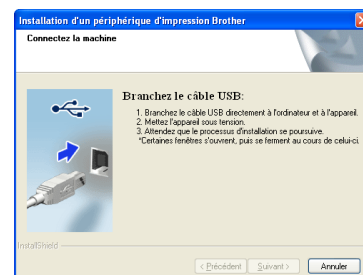 Installation d'un périphérique d'impression Brother
Connectez la machine
Branchez le câble USB:
1. Branchez le câble USB directement à l'ordinateur et à l'appareil.
2. Mettez l'appareil sous tension.
3. Attendez que le processus d'installation se poursuive.
*Certaines fenêtres s'ouvrent, puis se ferment au cours de celui-ci.
InstallShield
< Précédent Suivant > Annuler